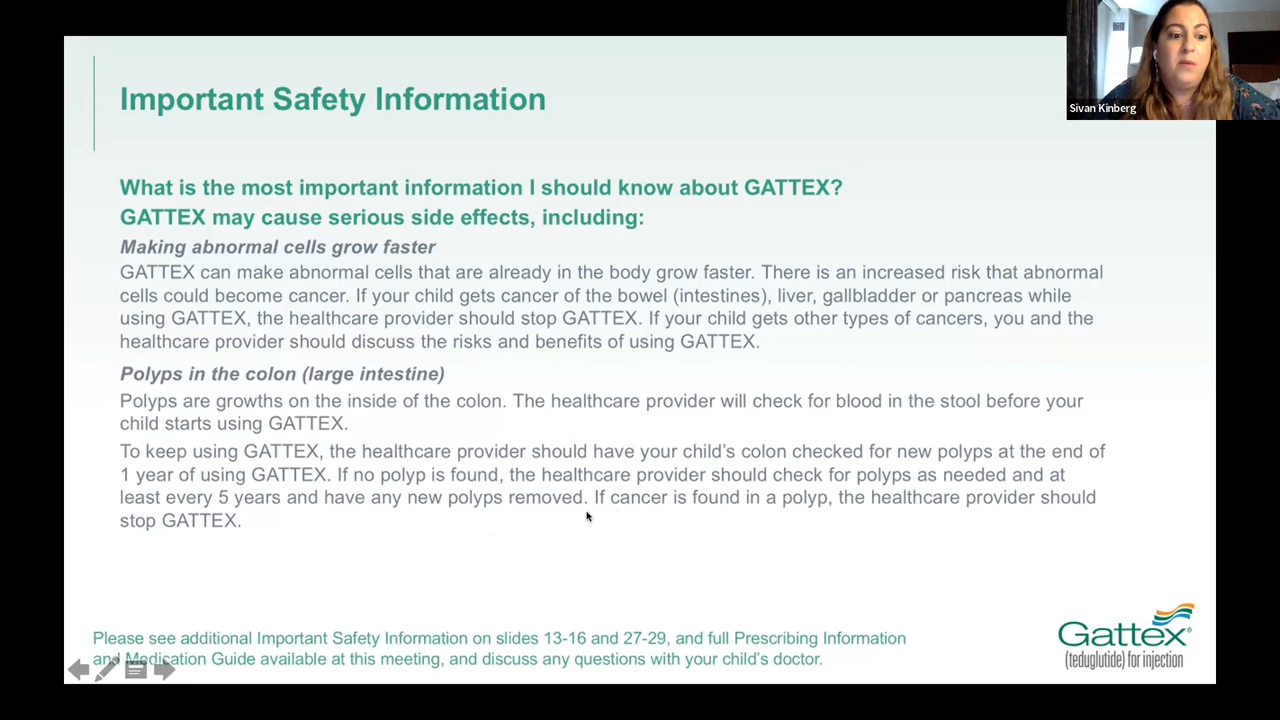 Sivan Kinberg
Important Safety Information
What is the most important information I should know about GATTEX?
GATTEX may cause serious side effects, including:
Making abnormal cells grow faster
GATTEX can make abnormal cells that are already in the body grow faster. There is an increased risk that abnormal
cells could become cancer. If your child gets cancer of the bowel (intestines), liver, gallbladder or pancreas while
using GATTEX, the healthcare provider should stop GATTEX. If your child gets other types of cancers, you and the
healthcare provider should discuss the risks and benefits of using GATTEX.
Polyps in the colon (large intestine)
Polyps are growths on the inside of the colon. The healthcare provider will check for blood in the stool before your
child starts using GATTEX.
To keep using GATTEX, the healthcare provider should have your child's colon checked for new polyps at the end of
1 year of using GATTEX. If no polyp is found, the healthcare provider should check for polyps as needed and at
least every 5 years and have any new polyps removed. If cancer is found in a polyp, the healthcare provider should
stop GATTEX.
Please see additional Important Safety Information on slides 13-16 and 27-29, and full Prescribing Information
and Medication Guide available at this meeting, and discuss any questions with your child's doctor.
Gattex®
(teduglutide) for injection